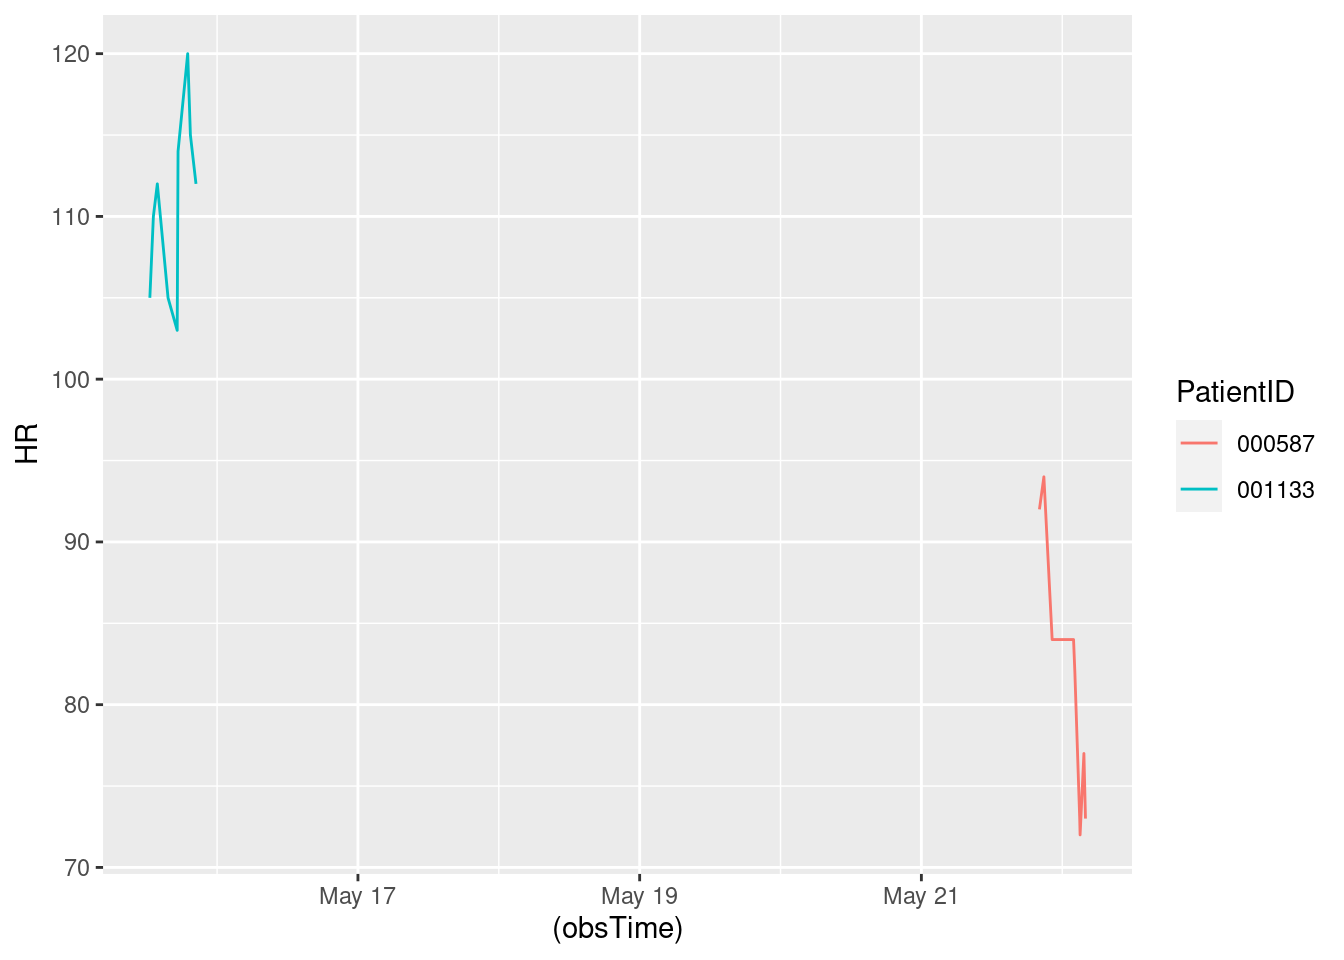 120
110
100
90
80
70
HR
May 17
May 19
May 21
(obsTime)
PatientID
000587
001133